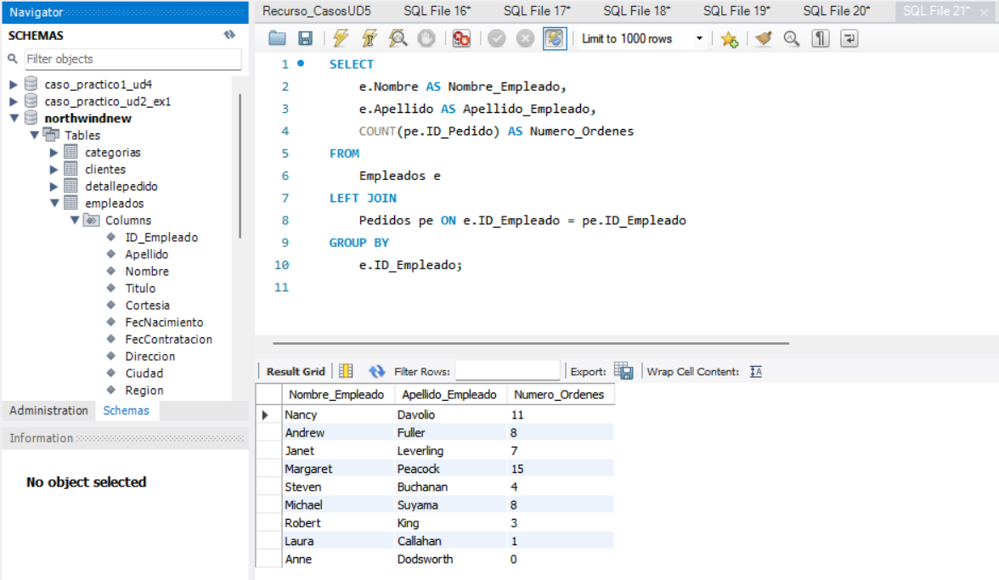 Navigator
SCHEMAS
Filter objects
caso_practico1_ud4
caso_practico_ud2_ex1
northwindnew
Tables
categorias
clientes
detallepedido
empleados
Columns
ID_Empleado
Apellido
Nombre
Titulo
Cortesia
FecNacimiento
FecContratacion
Direccion
Ciudad
Region
Administration Schemas
Information
No object selected
Recurso_CasosUD5 SQL File 16* SQL File 17* SQL File 18* SQL File 19* SQL File 20* SQL File 21*
Limit to 1000 rows
1 SELECT
2 e.Nombre AS Nombre_Empleado,
3 e.Apellido AS Apellido_Empleado,
4 COUNT(pe.ID_Pedido) AS Numero_Ordenes
5 FROM
6 Empleados e
7 LEFT JOIN
8 Pedidos pe ON e.ID_Empleado = pe.ID_Empleado
9 GROUP BY
10 e.ID_Empleado;
11
Result Grid Filter Rows: Export: Wrap Cell Content:
Nombre_Empleado Apellido_Empleado Numero_Ordenes
Nancy Davolio 11
Andrew Fuller 8
Janet Leverling 7
Margaret Peacock 15
Steven Buchanan 4
Michael Suyama 8
Robert King 3
Laura Callahan 1
Anne Dodsworth 0